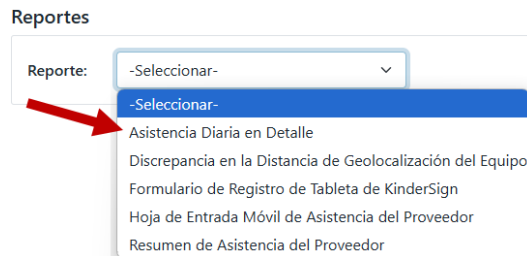 Reportes
Reporte: -Seleccionar-
-Seleccionar-
Asistencia Diaria en Detalle
Discrepancia en la Distancia de Geolocalización del Equipo
Formulario de Registro de Tableta de KinderSign
Hoja de Entrada Móvil de Asistencia del Proveedor
Resumen de Asistencia del Proveedor